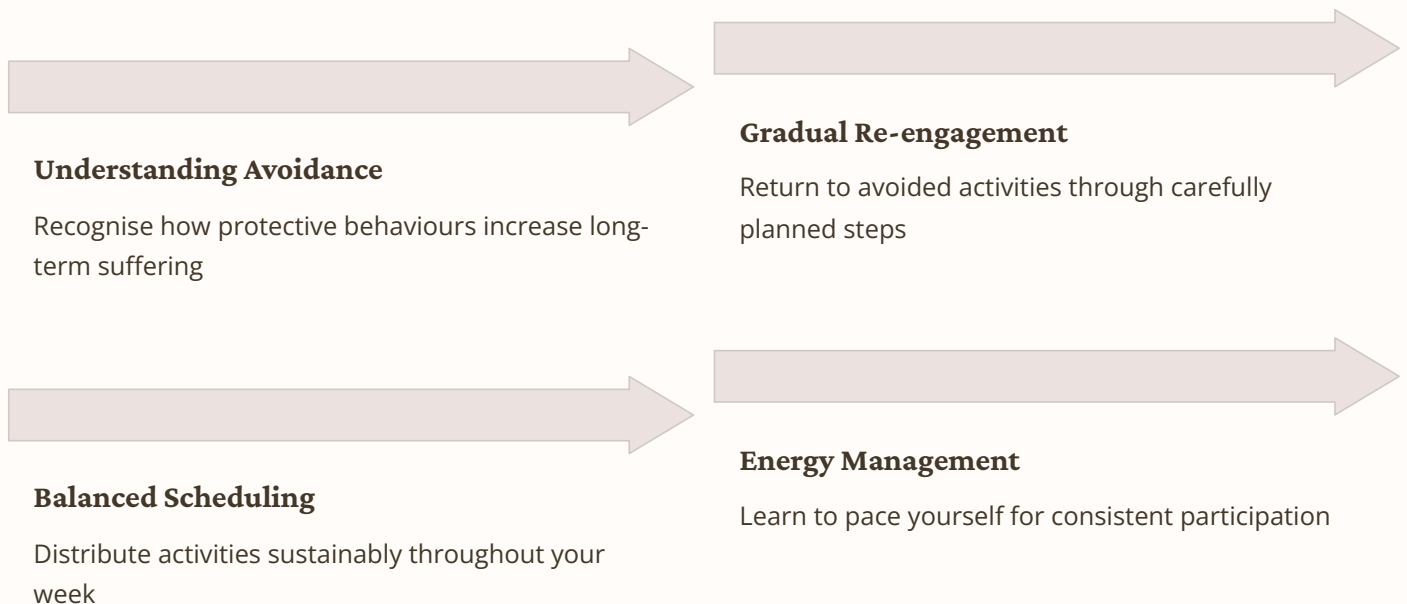 Understanding Avoidance
Recognise how protective behaviours increase long-
term suffering
Gradual Re-engagement
Return to avoided activities through carefully
planned steps
Balanced Scheduling
Distribute activities sustainably throughout your
week
Energy Management
Learn to pace yourself for consistent participation